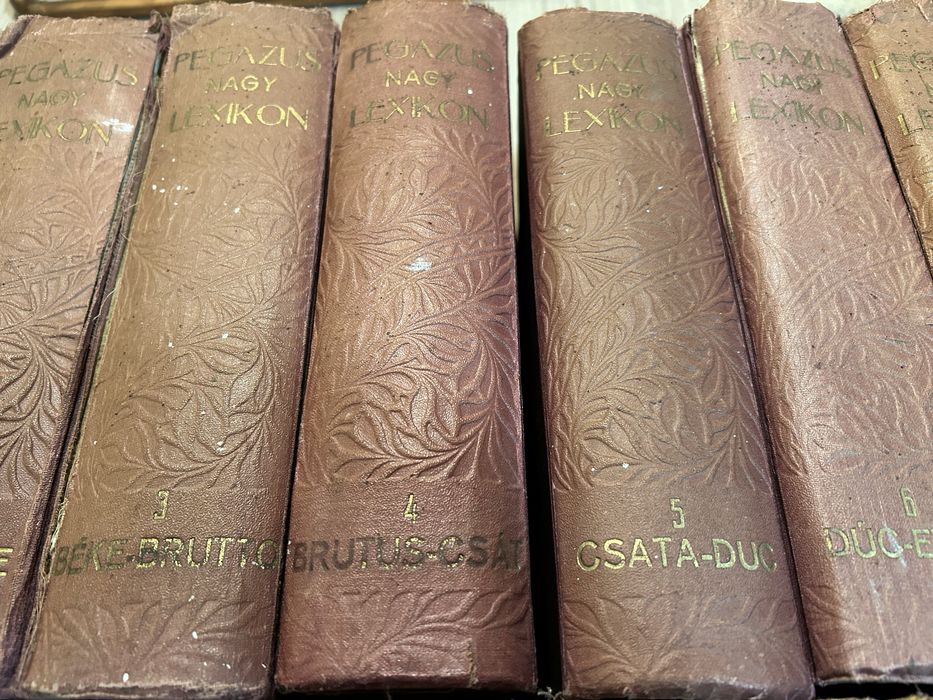 PEGAZUS
NAGY
LEXIKON
PEGAZUS
NAGY
LEXIKON
3
BÉKE-BRUTTO
PEGAZUS
NAGY
LEXIKON
4
BRUTUS-CSÁT
PEGAZUS
NAGY
LEXIKON
5
CSATA-DUC
PEGAZUS
NAGY
LEXIKON
6
DÚC-E